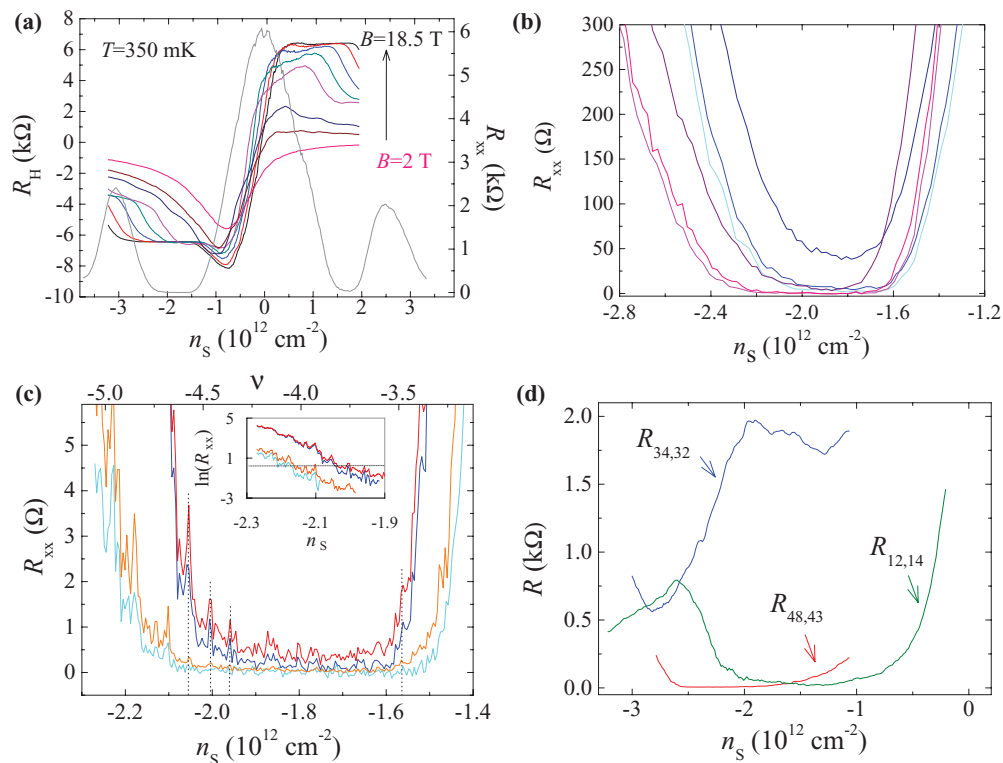 (a)
T=350 mK
B=18.5 T
B=2 T
8
6
4
2
0
-2
-4
-6
-8
-10
R_H (kΩ)
6
5
4
3
2
1
0
R_xx (kΩ)
-3 -2 -1 0 1 2 3
n_S (10^12 cm^-2)
(b)
300
250
200
150
100
50
0
R_xx (Ω)
-2.8 -2.4 -2.0 -1.6 -1.2
n_S (10^12 cm^-2)
(c)
ν
-5.0 -4.5 -4.0 -3.5
5
4
3
2
1
0
R_xx (Ω)
5
1
-3
ln(R_xx)
-2.3 -2.1 -1.9
n_S
-2.2 -2.0 -1.8 -1.6 -1.4
n_S (10^12 cm^-2)
(d)
2.0
1.5
1.0
0.5
0.0
R (kΩ)
R_34,32
R_12,14
R_48,43
-3 -2 -1 0
n_S (10^12 cm^-2)